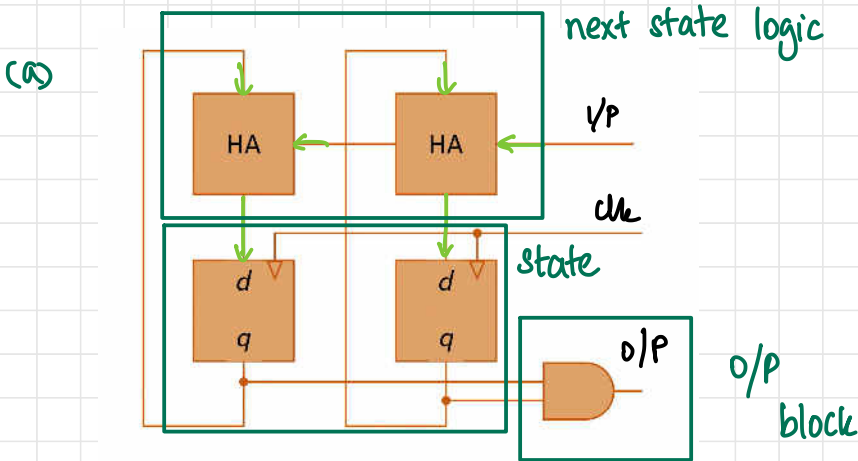 next state logic
(a)
I/P
HA
HA
clk
state
d
d
q
q
O/P
O/P
block